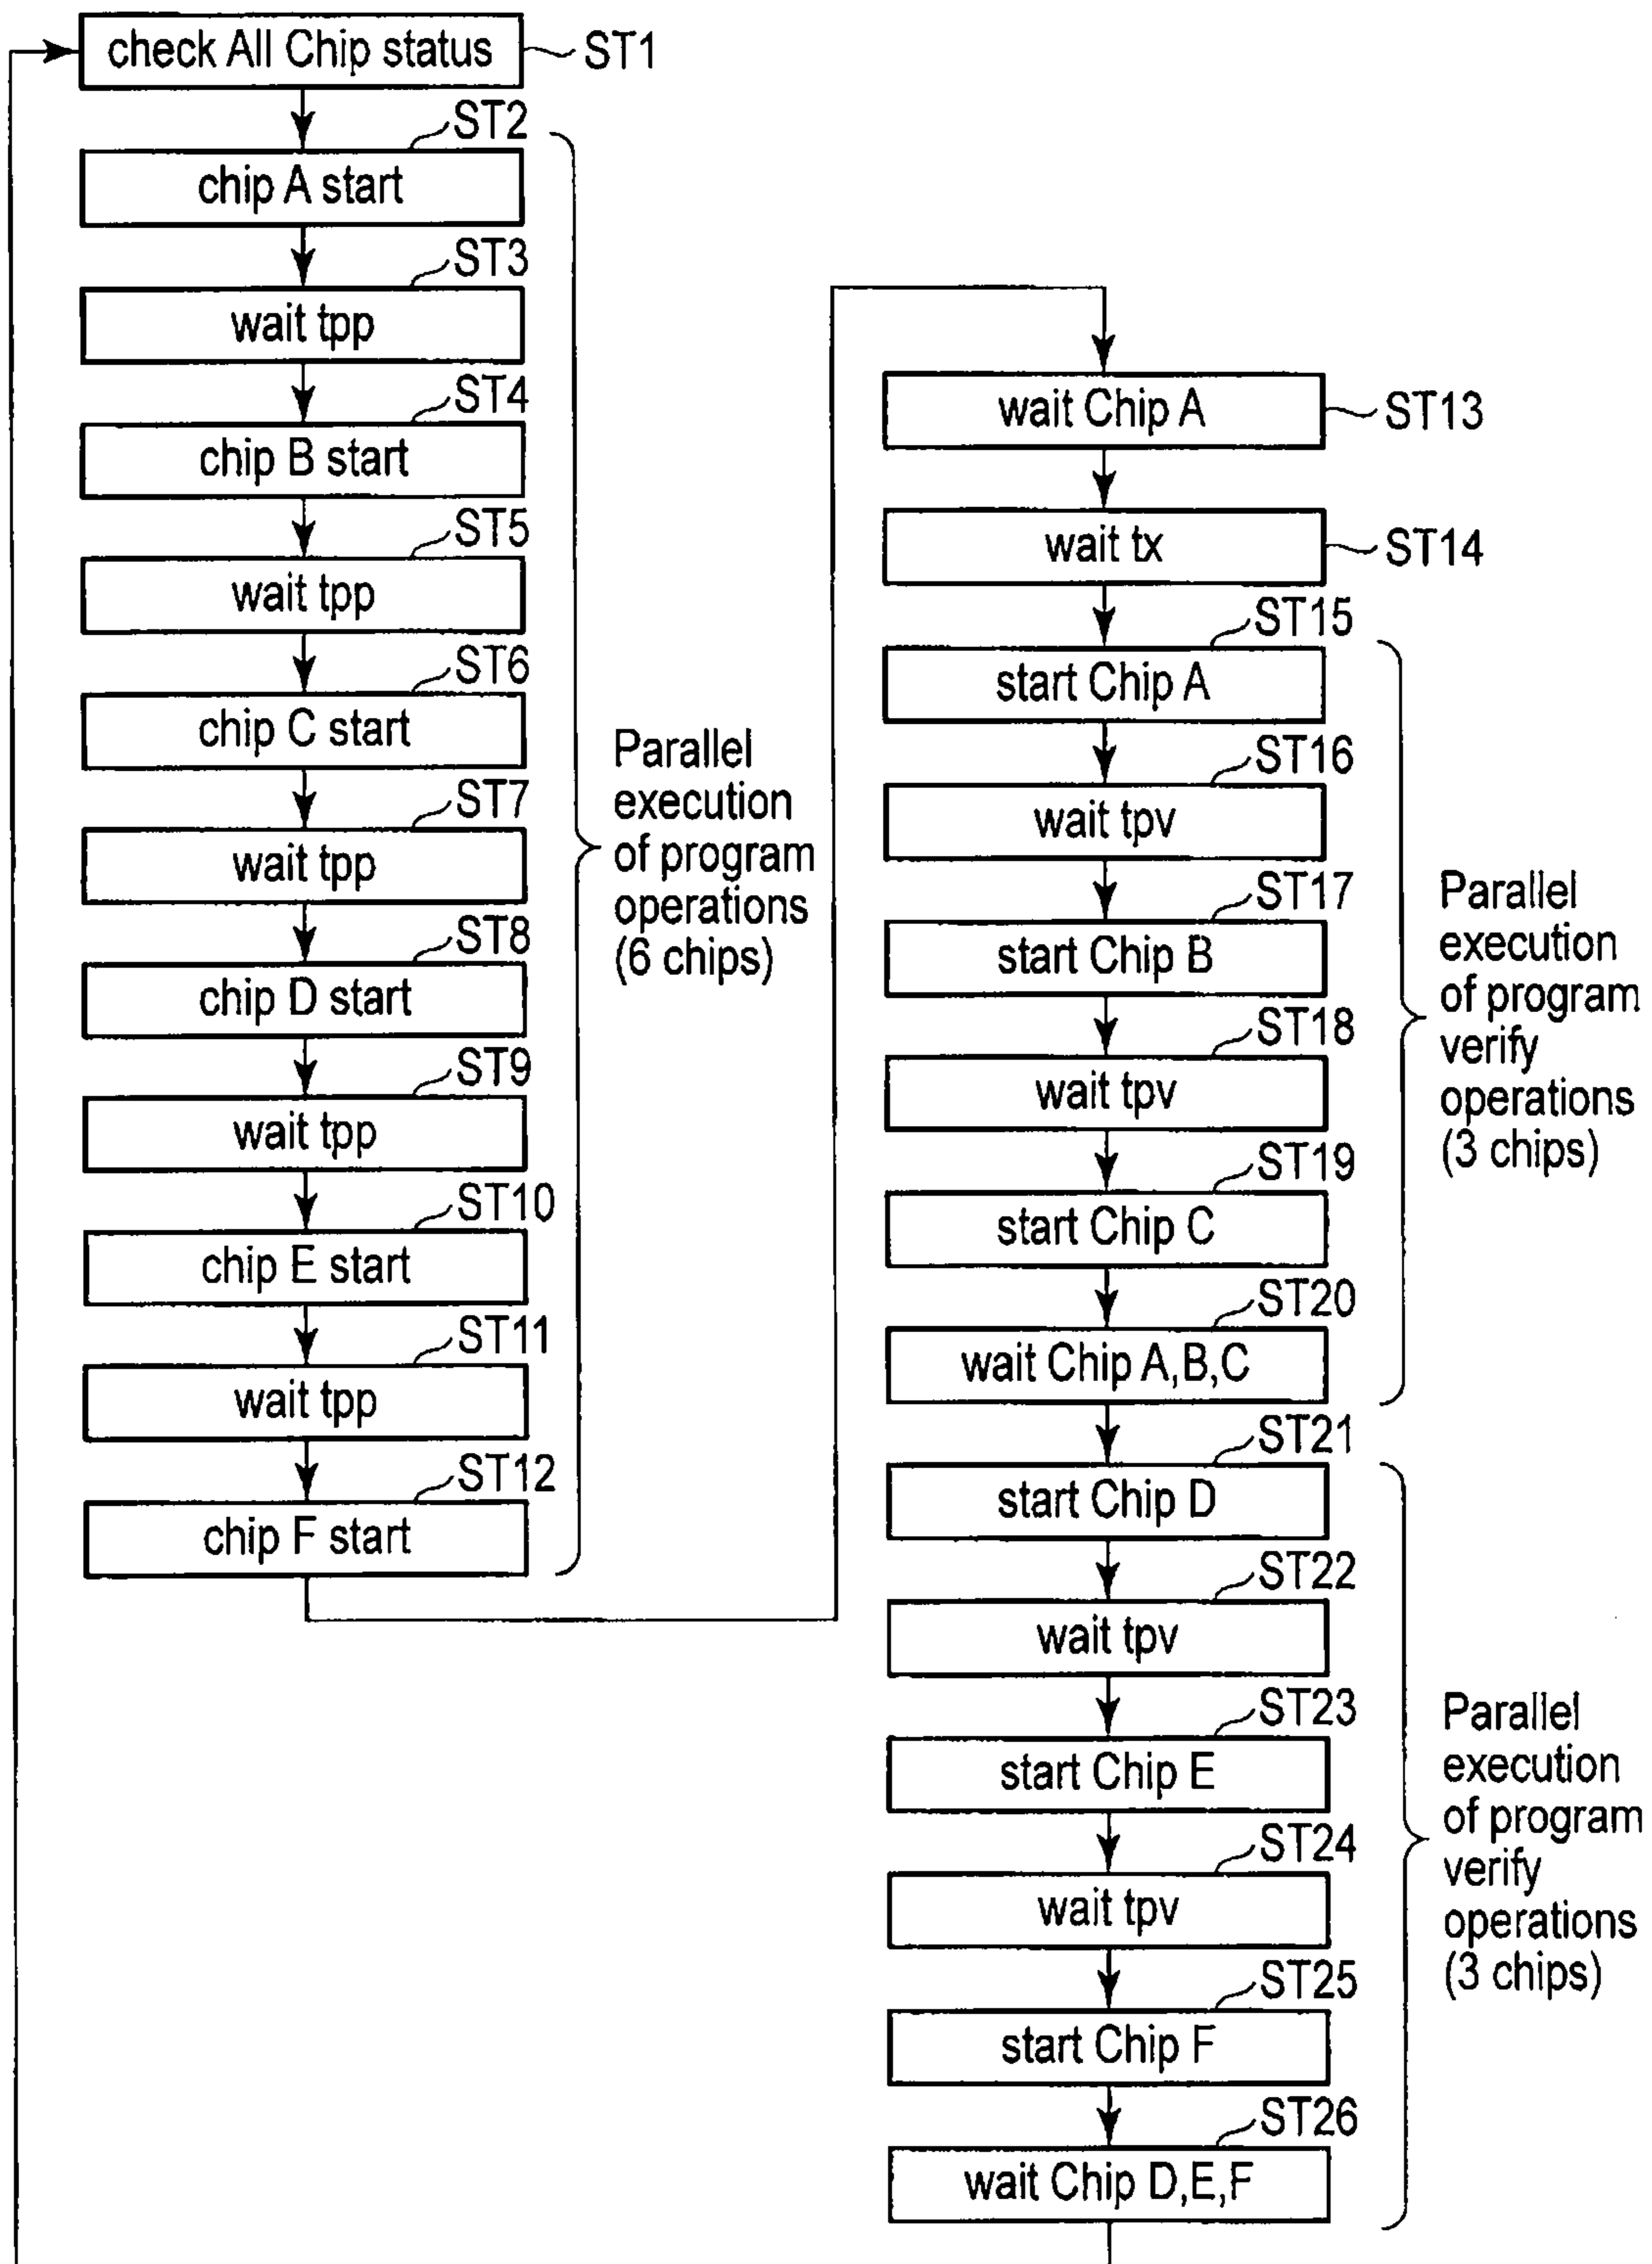 check All Chip status
ST1
ST2
chip A start
ST3
wait tpp
ST4
chip B start
ST5
wait tpp
ST6
chip C start
ST7
wait tpp
ST8
chip D start
ST9
wait tpp
ST10
chip E start
ST11
wait tpp
ST12
chip F start
Parallel
execution
of program
operations
(6 chips)
wait Chip A
ST13
wait tx
ST14
ST15
start Chip A
ST16
wait tpv
ST17
start Chip B
ST18
wait tpv
ST19
start Chip C
ST20
wait Chip A,B,C
Parallel
execution
of program
verify
operations
(3 chips)
ST21
start Chip D
ST22
wait tpv
ST23
start Chip E
ST24
wait tpv
ST25
start Chip F
ST26
wait Chip D,E,F
Parallel
execution
of program
verify
operations
(3 chips)